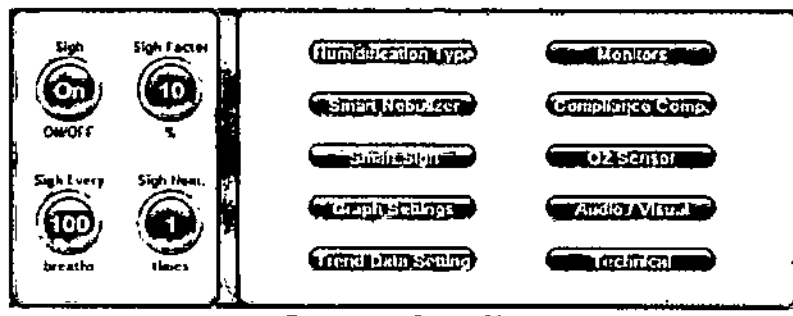 Sigh
Sigh Factor
On
10
ON/OFF
%
Sigh Every
Sigh Num.
100
1
breaths
times
Humidification Type
Monitors
Smart Nebulizer
Compliance Comp.
Smart Sigh
O2 Sensor
Graph Settings
Audio / Visual
Trend Data Setting
Technical